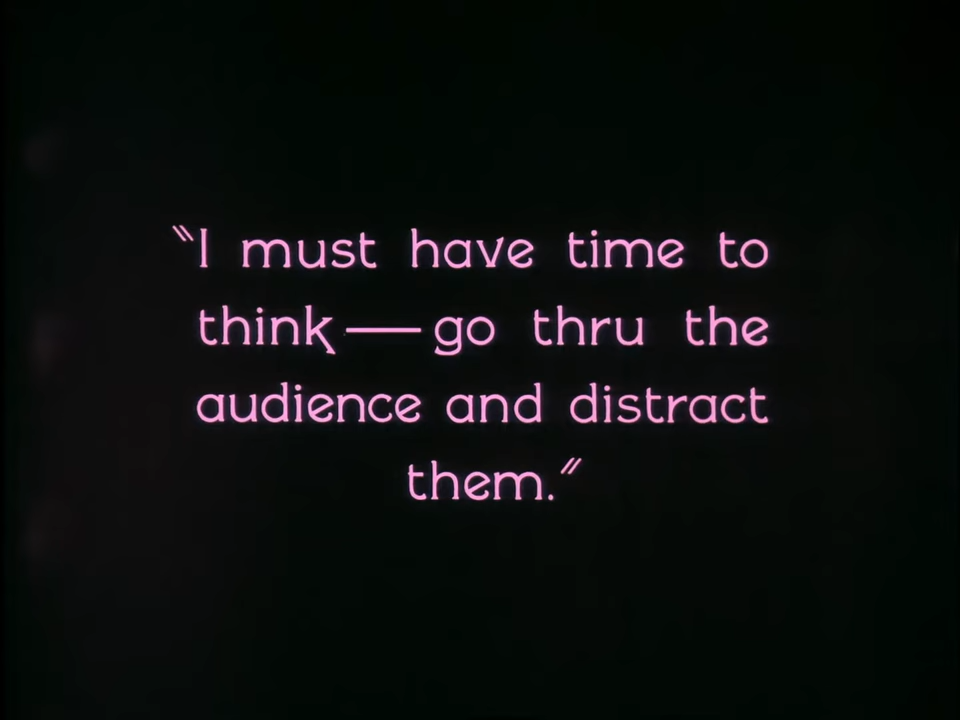 "I must have time to
think — go thru the
audience and distract
them."